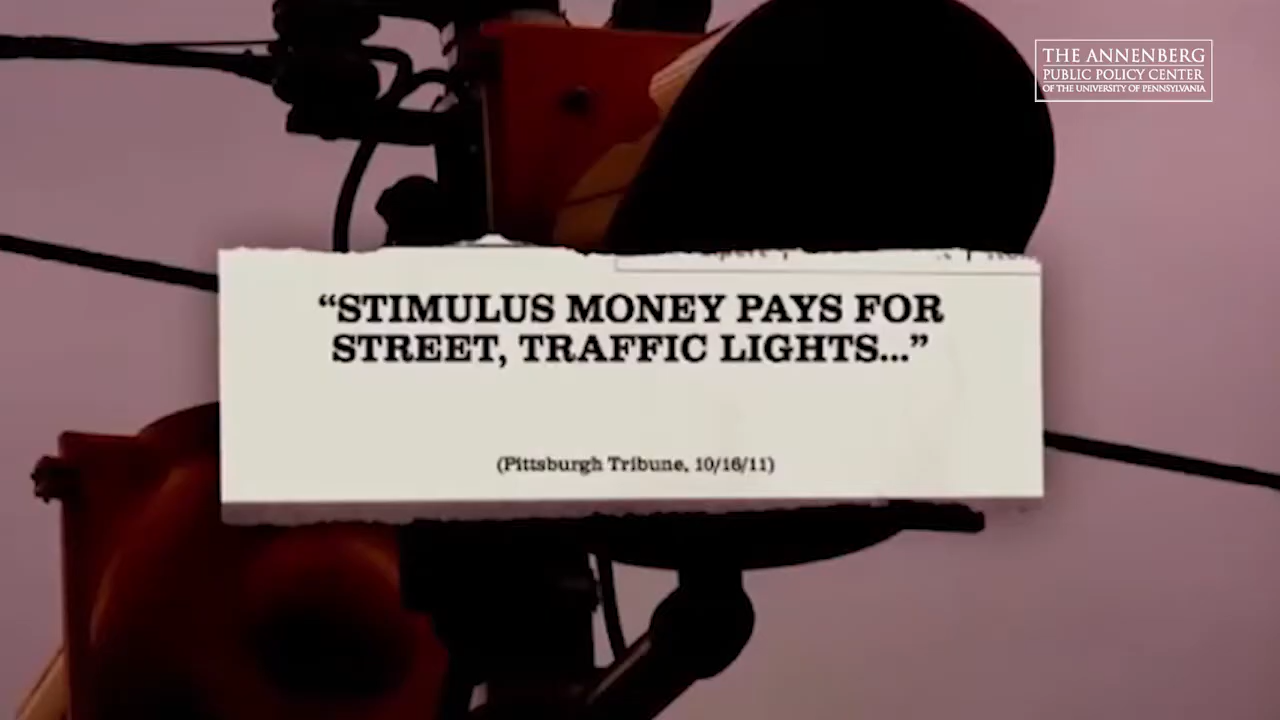 THE ANNENBERG
PUBLIC POLICY CENTER
OF THE UNIVERSITY OF PENNSYLVANIA
“STIMULUS MONEY PAYS FOR
STREET, TRAFFIC LIGHTS...”
(Pittsburgh Tribune, 10/16/11)